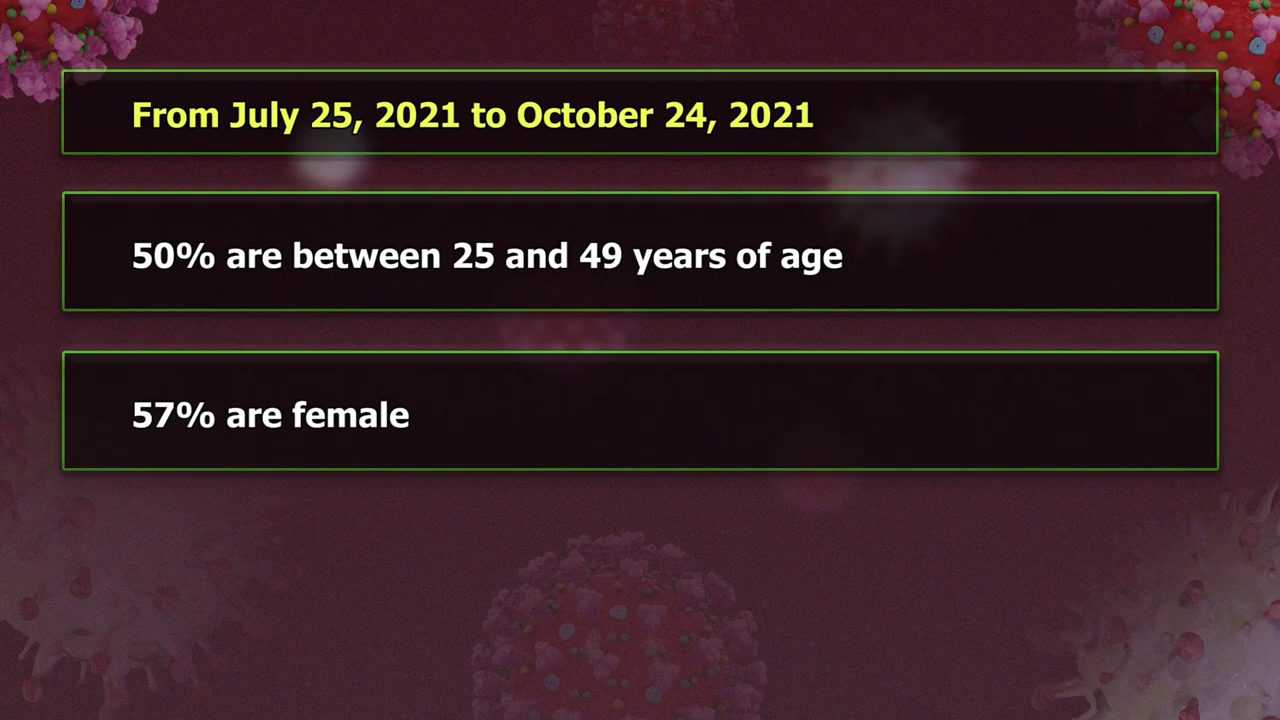 From July 25, 2021 to October 24, 2021
50% are between 25 and 49 years of age
57% are female